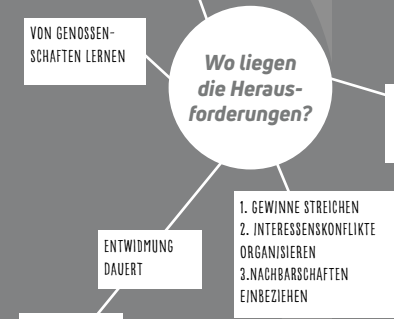 VON GENOSSEN-
SCHAFTEN LERNEN
Wo liegen
die Heraus-
forderungen?
ENTWIDMUNG
DAUERT
1. GEWINNE STREICHEN
2. INTERESSENSKONFLIKTE
ORGANISIEREN
3.NACHBARSCHAFTEN
EINBEZIEHEN